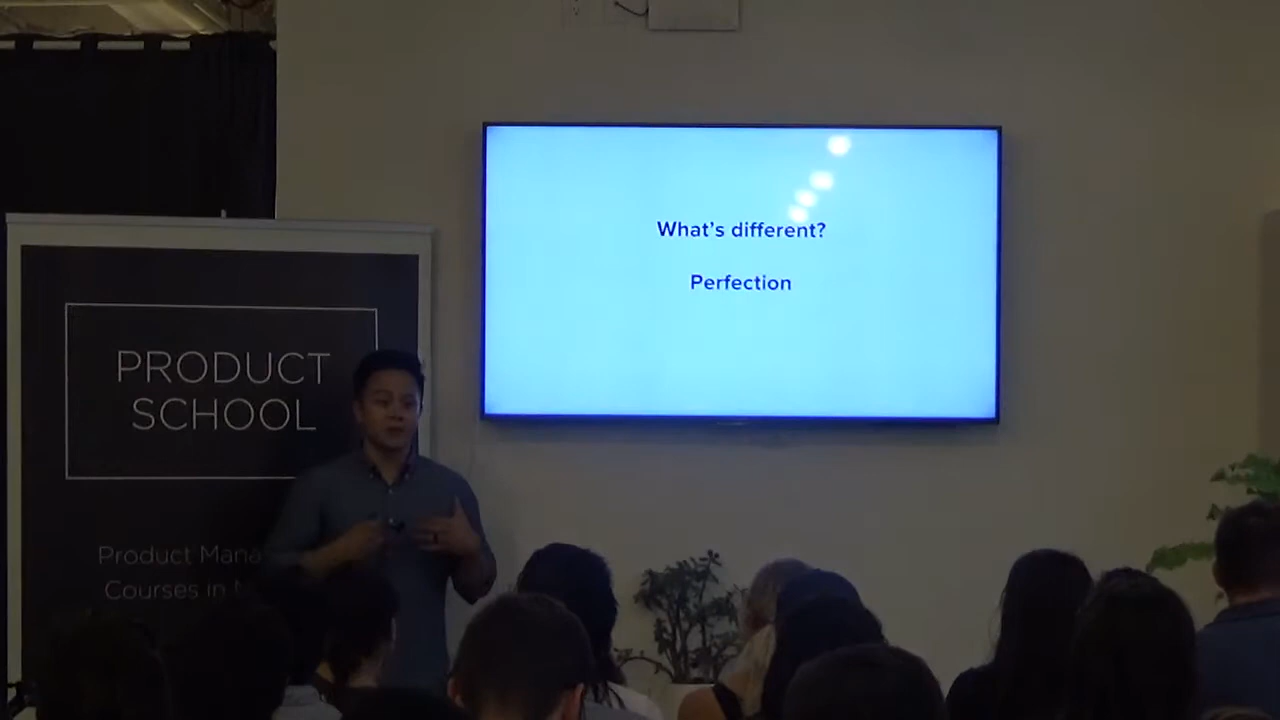 What's different?
Perfection
PRODUCT
SCHOOL
Product Mana
Courses in